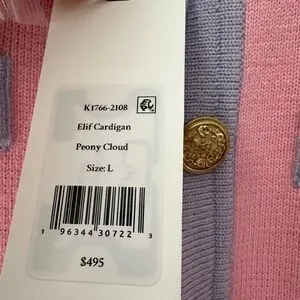 K1766-2108
Elif Cardigan
Peony Cloud
Size: L
1 96344 30722 3
$495